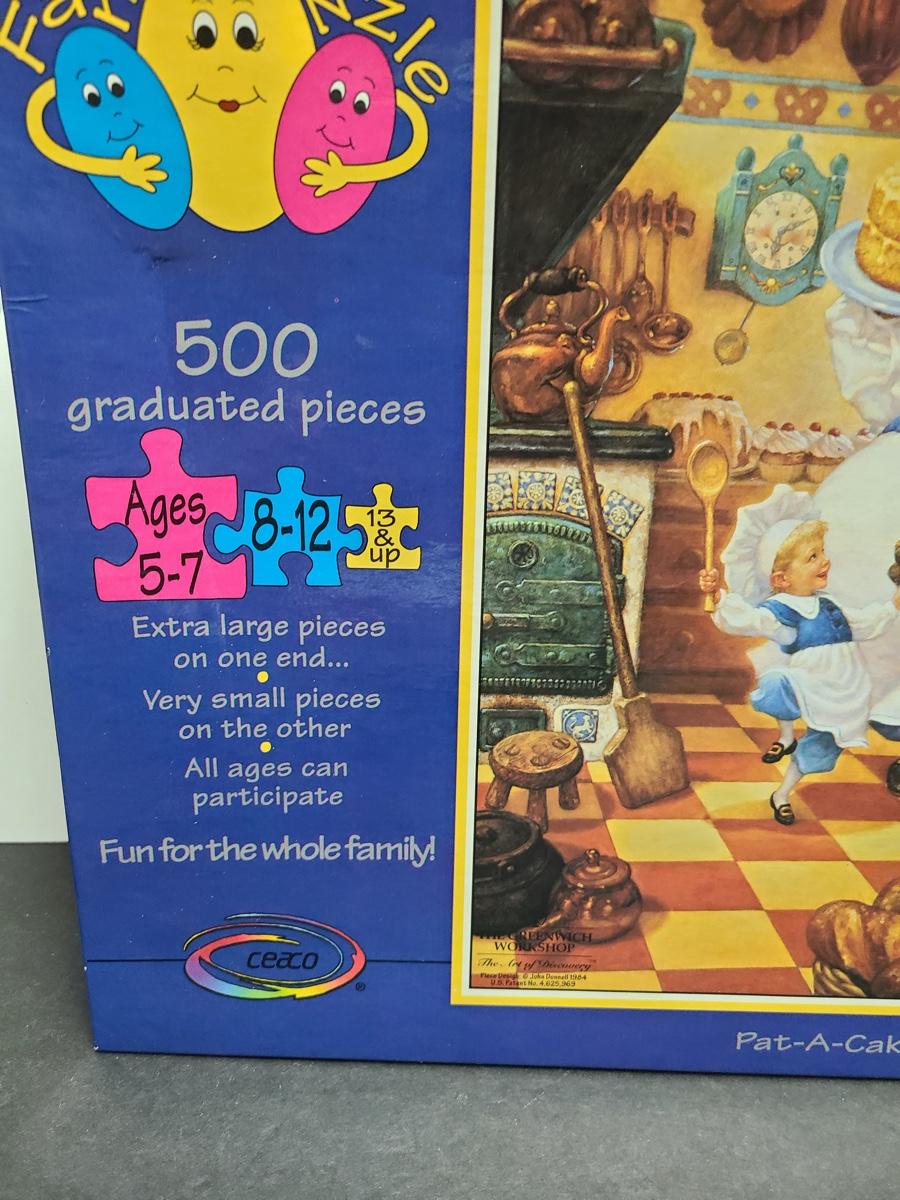 500
graduated pieces
Ages
5-7
8-12
13
&
up
Extra large pieces
on one end...
Very small pieces
on the other
All ages can
participate
Fun for the whole family!
ceaco
®
THE GREENWICH
WORKSHOP
The Art of Discovery™
Piece Design © John Donnell 1984
U.S. Patent No. 4,625,969
Pat-A-Cak